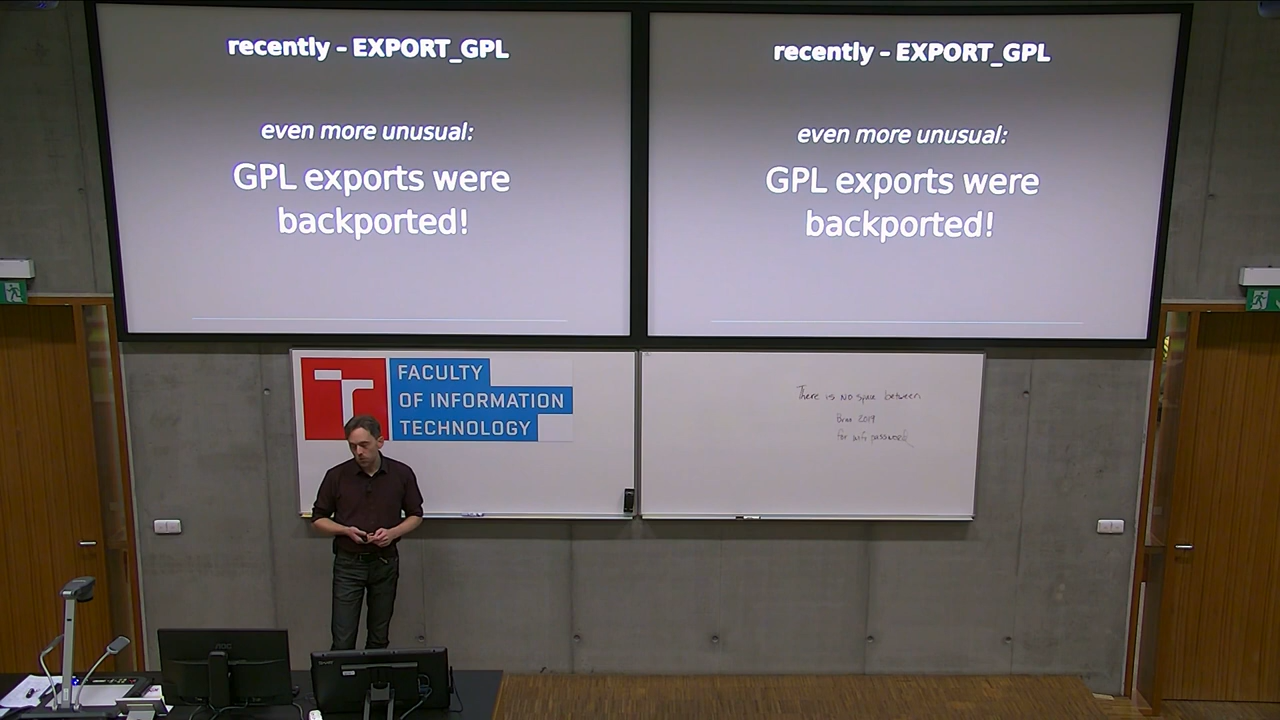 recently – EXPORT_GPL
even more unusual:
GPL exports were
backported!
recently – EXPORT_GPL
even more unusual:
GPL exports were
backported!
FACULTY
OF INFORMATION
TECHNOLOGY
There is NO space between
Brno 2019
for wifi password